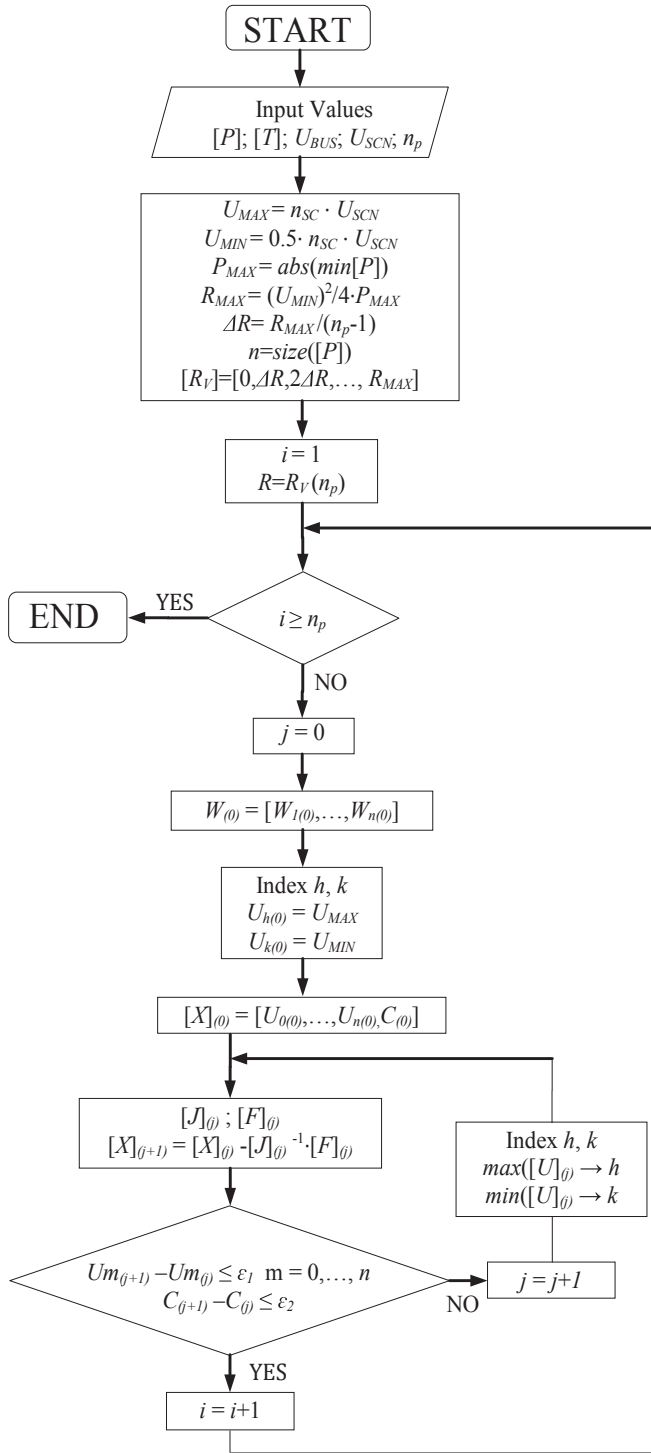 START
Input Values
[P]; [T]; U_BUS; U_SCN; n_p
U_MAX = n_SC · U_SCN
U_MIN = 0.5· n_SC · U_SCN
P_MAX = abs(min[P])
R_MAX = (U_MIN)²/4·P_MAX
ΔR= R_MAX/(n_p-1)
n=size([P])
[R_V]=[0,ΔR,2ΔR,…, R_MAX]
i = 1
R=R_V(n_p)
i ≥ n_p
YES
END
NO
j = 0
W_(0) = [W_1(0),…,W_n(0)]
Index h, k
U_h(0) = U_MAX
U_k(0) = U_MIN
[X]_(0) = [U_0(0),…,U_n(0),C_(0)]
[J]_(j) ; [F]_(j)
[X]_(j+1) = [X]_(j) -[J]_(j)^-1·[F]_(j)
Index h, k
max([U]_(j) → h
min([U]_(j) → k
Um_(j+1) –Um_(j) ≤ ε_1 m = 0,…, n
C_(j+1) –C_(j) ≤ ε_2
NO
j = j+1
YES
i = i+1